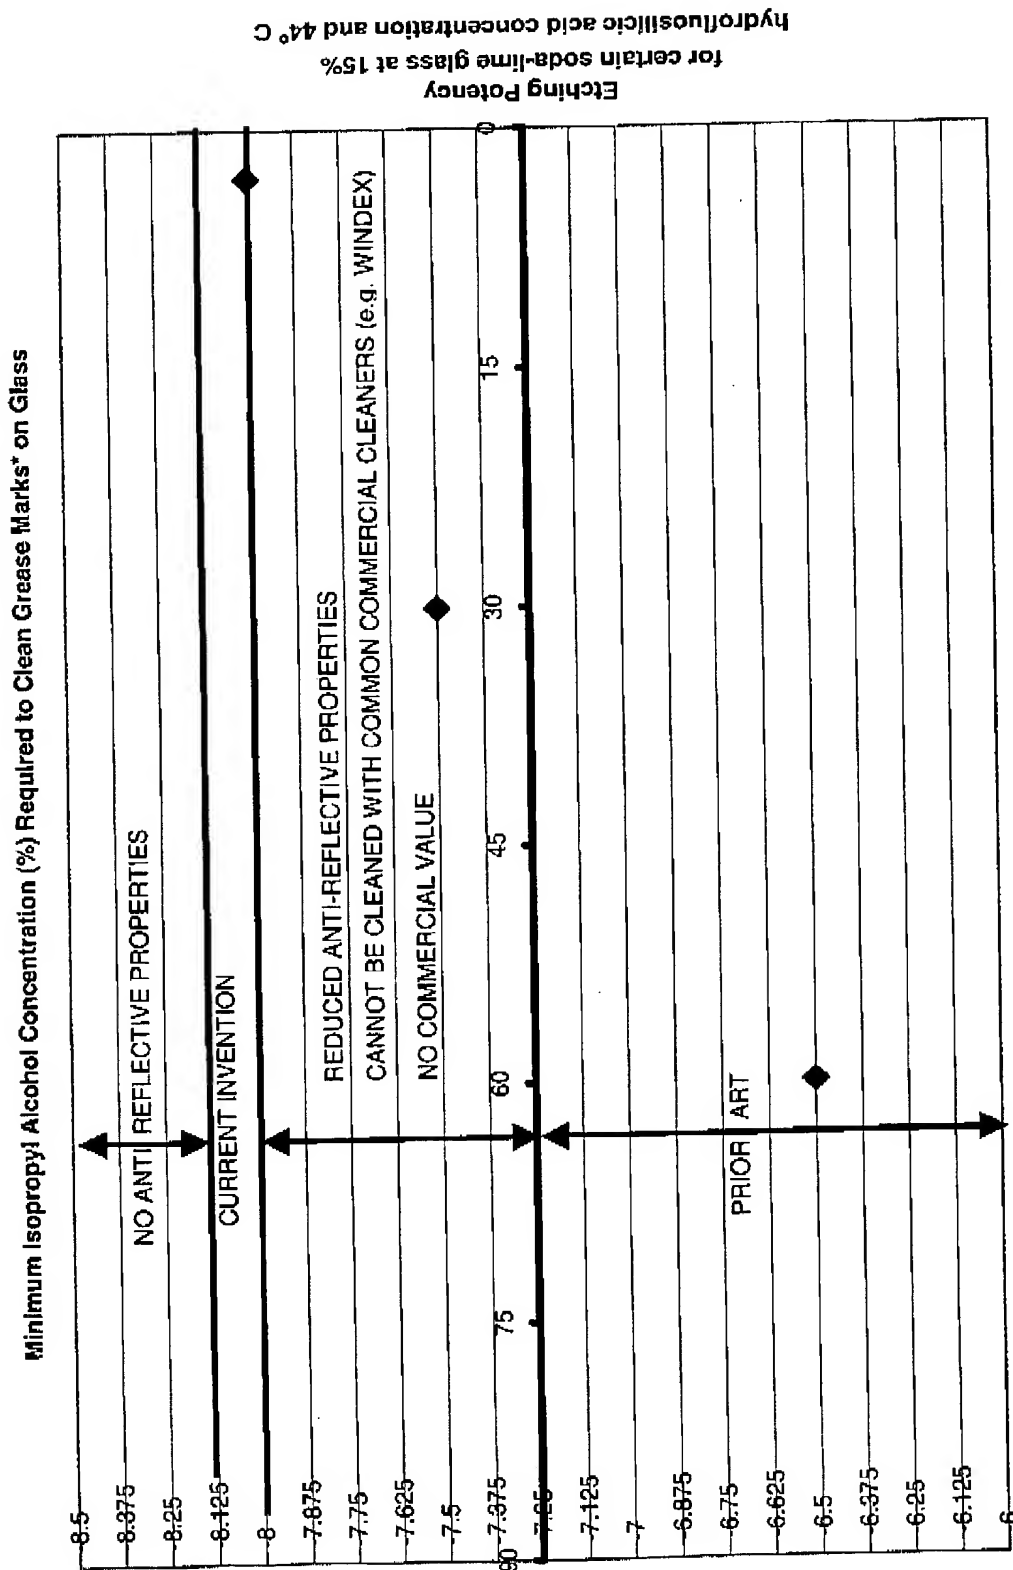 Minimum Isopropyl Alcohol Concentration (%) Required to Clean Grease Marks* on Glass
8.5
8.375
8.25
8.125
8
7.875
7.75
7.625
7.5
7.375
7.25
7.125
7
6.875
6.75
6.625
6.5
6.375
6.25
6.125
6
90
75
60
45
30
15
0
NO ANTI REFLECTIVE PROPERTIES
CURRENT INVENTION
REDUCED ANTI-REFLECTIVE PROPERTIES
CANNOT BE CLEANED WITH COMMON COMMERCIAL CLEANERS (e.g. WINDEX)
NO COMMERCIAL VALUE
PRIOR ART
Etching Potency
for certain soda-lime glass at 15%
hydrofluosilicic acid concentration and 44° C